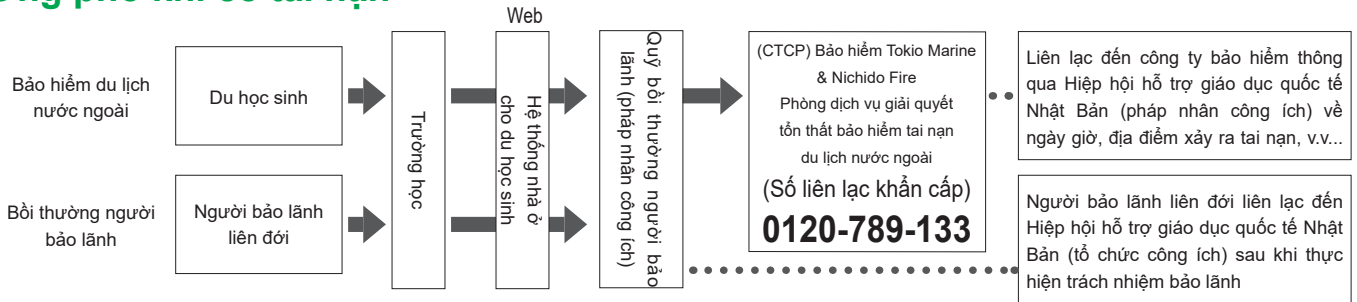 Ứng phó khi có tai nạn
Web
Bảo hiểm du lịch
nước ngoài
Du học sinh
Bồi thường người
bảo lãnh
Người bảo lãnh
liên đới
Trường học
Hệ thống nhà ở
cho du học sinh
Quỹ bồi thường người bảo
lãnh (pháp nhân công ích)
(CTCP) Bảo hiểm Tokio Marine
& Nichido Fire
Phòng dịch vụ giải quyết
tổn thất bảo hiểm tai nạn
du lịch nước ngoài
(Số liên lạc khẩn cấp)
0120-789-133
Liên lạc đến công ty bảo hiểm thông
qua Hiệp hội hỗ trợ giáo dục quốc tế
Nhật Bản (pháp nhân công ích) về
ngày giờ, địa điểm xảy ra tai nạn, v.v...
Người bảo lãnh liên đới liên lạc đến
Hiệp hội hỗ trợ giáo dục quốc tế Nhật
Bản (tổ chức công ích) sau khi thực
hiện trách nhiệm bảo lãnh